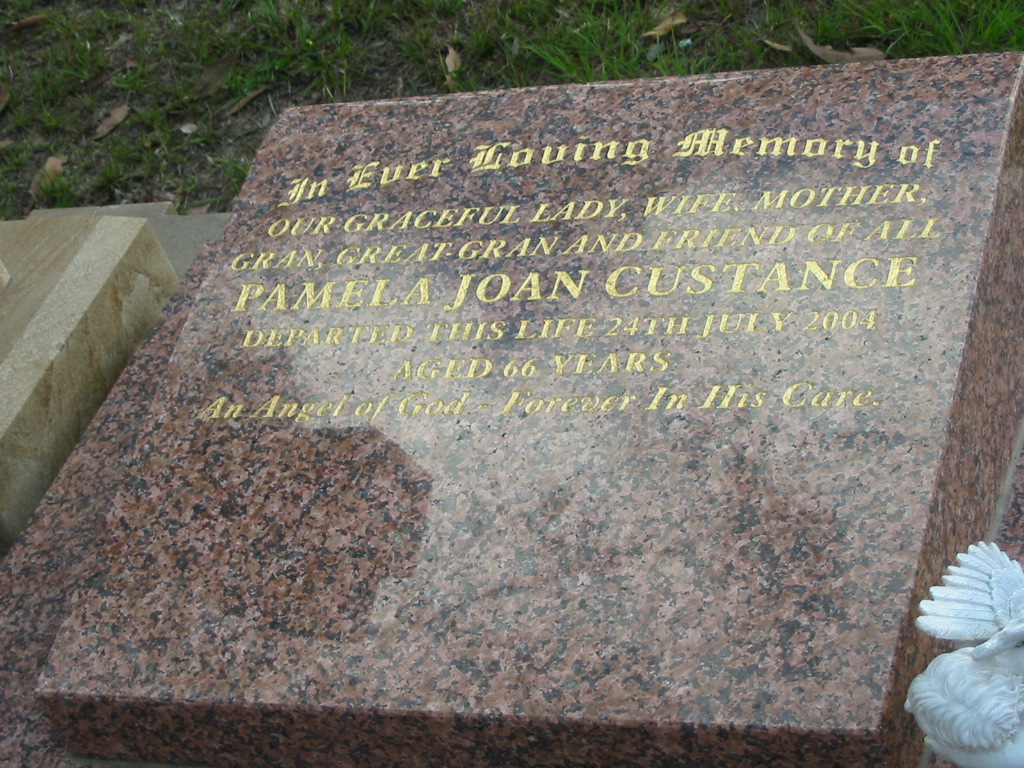 In Ever Loving Memory of
OUR GRACEFUL LADY, WIFE, MOTHER,
GRAN, GREAT-GRAN AND FRIEND OF ALL
PAMELA JOAN CUSTANCE
DEPARTED THIS LIFE 24TH JULY 2004
AGED 66 YEARS
An Angel of God - Forever In His Care.